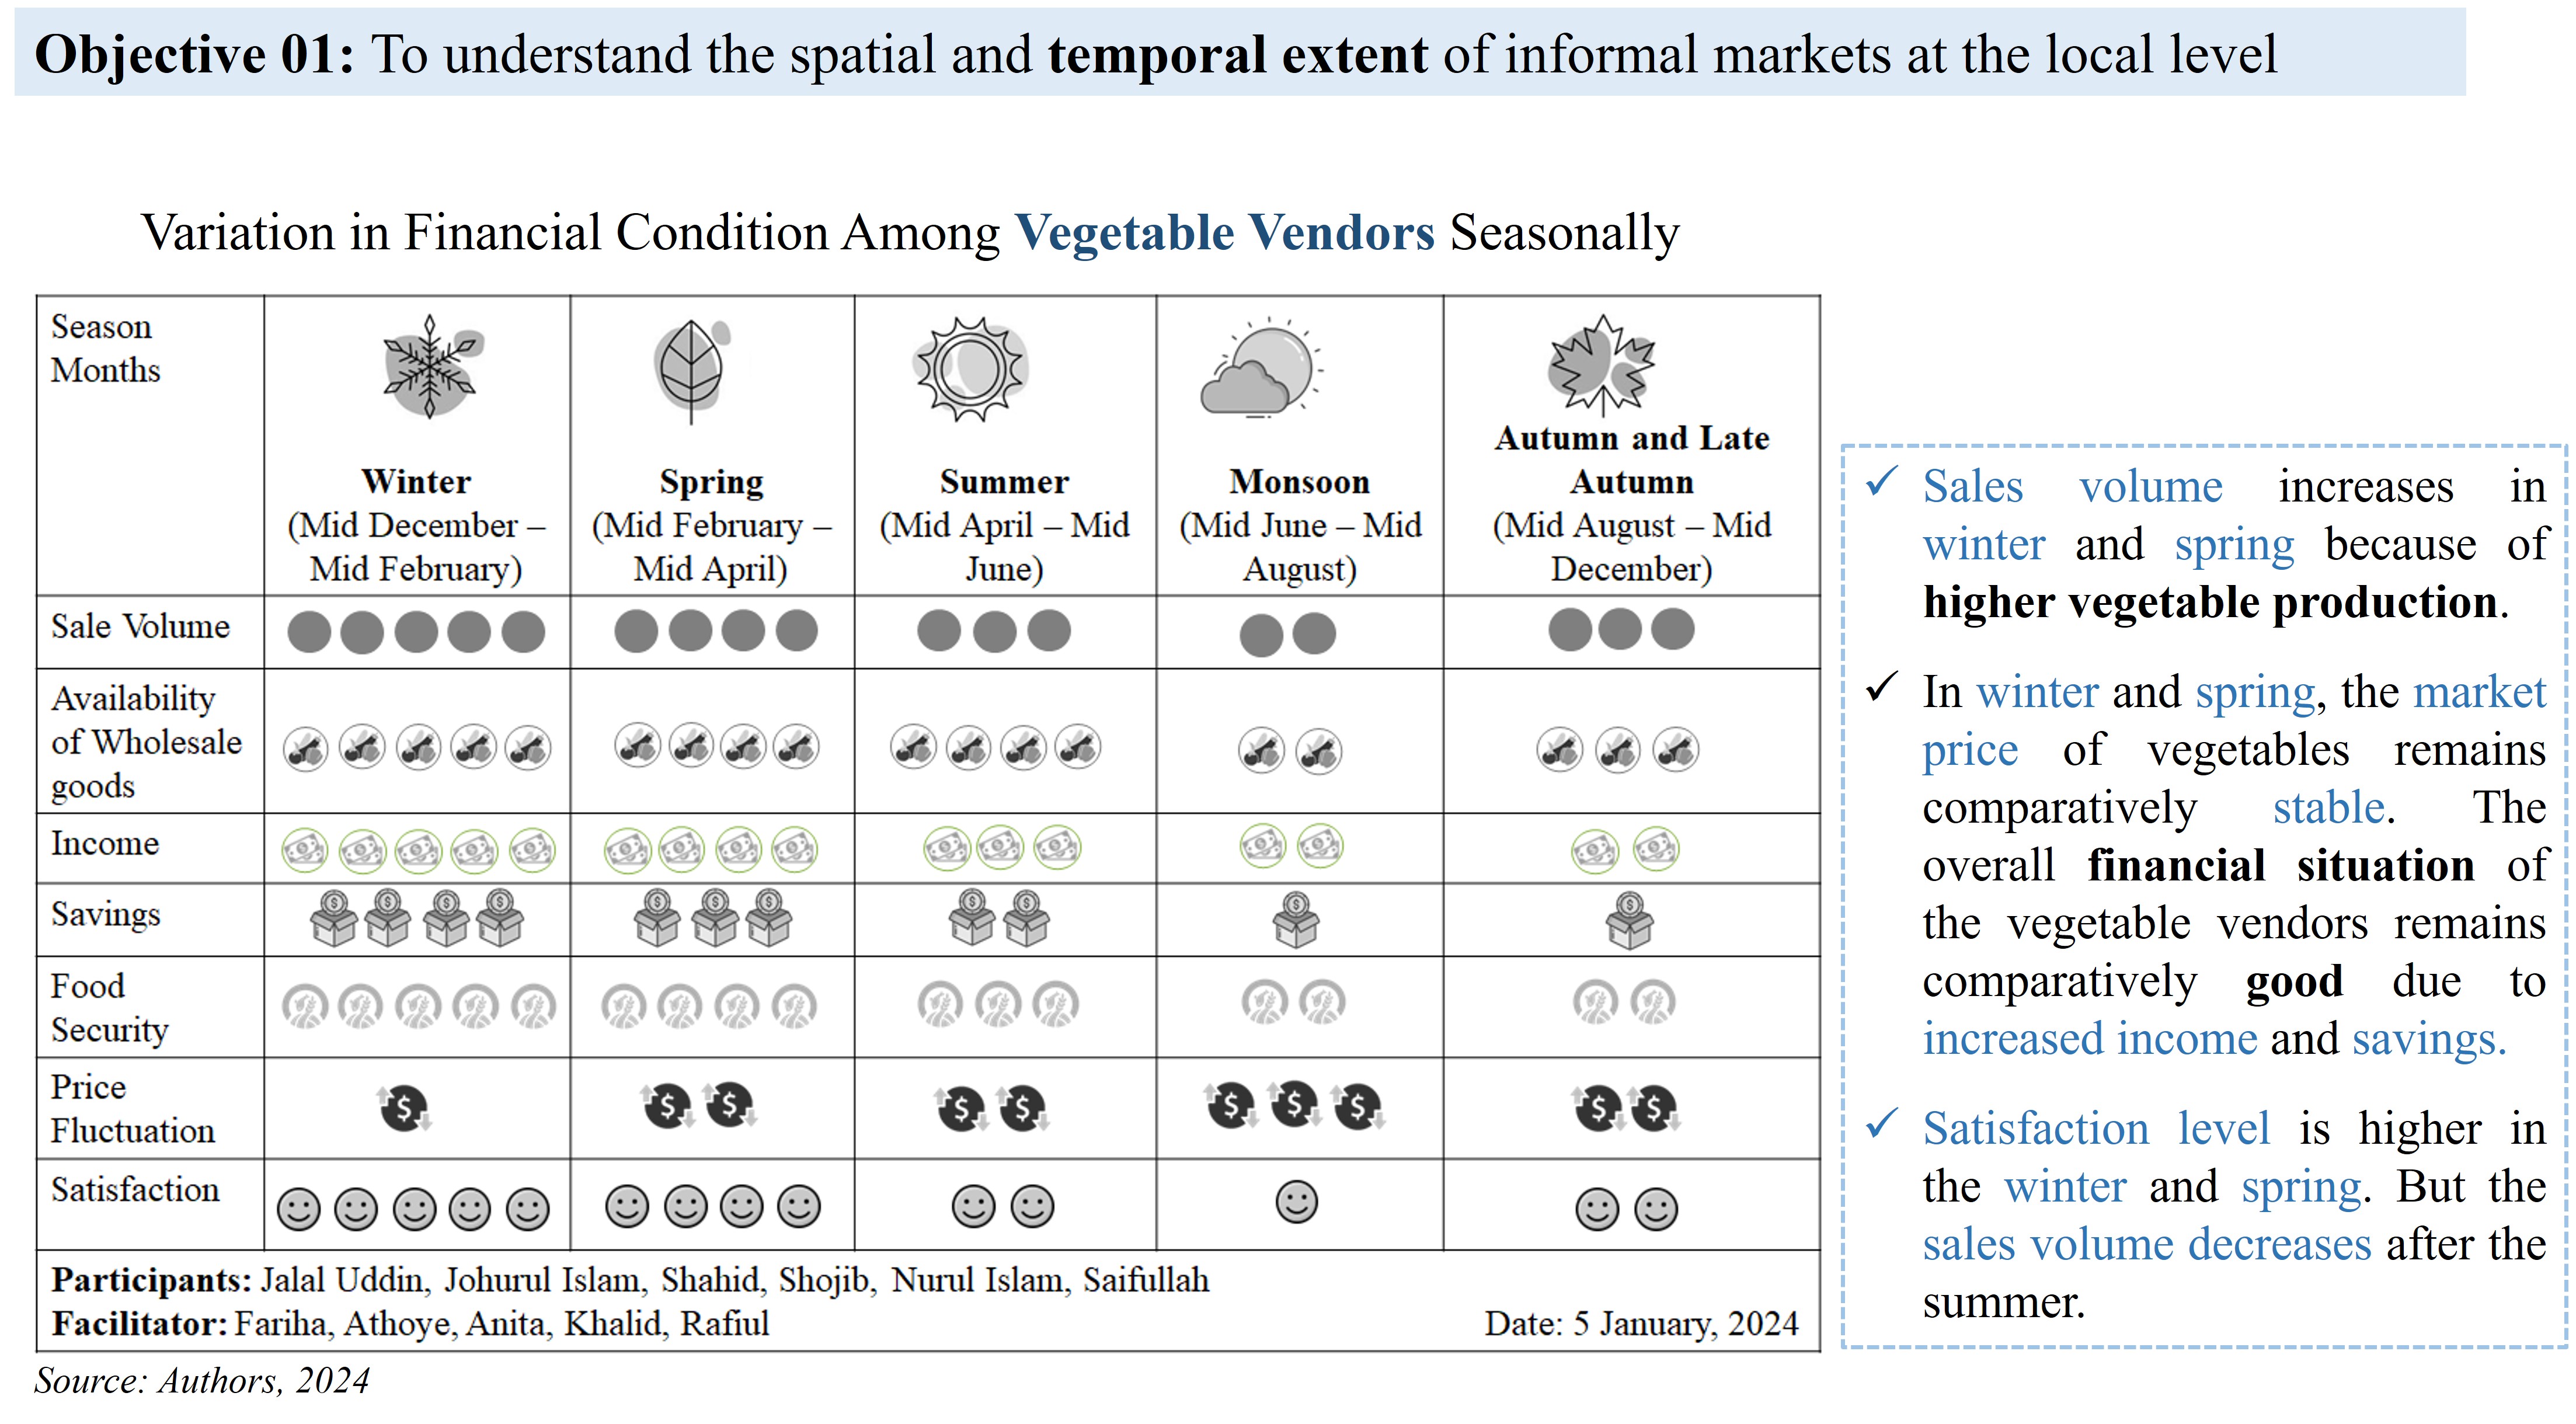 Objective 01: To understand the spatial and temporal extent of informal markets at the local level
Variation in Financial Condition Among Vegetable Vendors Seasonally
Season
Months
Winter
(Mid December –
Mid February)
Spring
(Mid February –
Mid April)
Summer
(Mid April – Mid
June)
Monsoon
(Mid June – Mid
August)
Autumn and Late
Autumn
(Mid August – Mid
December)
Sale Volume
Availability
of Wholesale
goods
Income
Savings
Food
Security
Price
Fluctuation
Satisfaction
Participants: Jalal Uddin, Johurul Islam, Shahid, Shojib, Nurul Islam, Saifullah
Facilitator: Fariha, Athoye, Anita, Khalid, Rafiul
Date: 5 January, 2024
Source: Authors, 2024
✓ Sales volume increases in
winter and spring because of
higher vegetable production.
✓ In winter and spring, the market
price of vegetables remains
comparatively stable. The
overall financial situation of
the vegetable vendors remains
comparatively good due to
increased income and savings.
✓ Satisfaction level is higher in
the winter and spring. But the
sales volume decreases after the
summer.